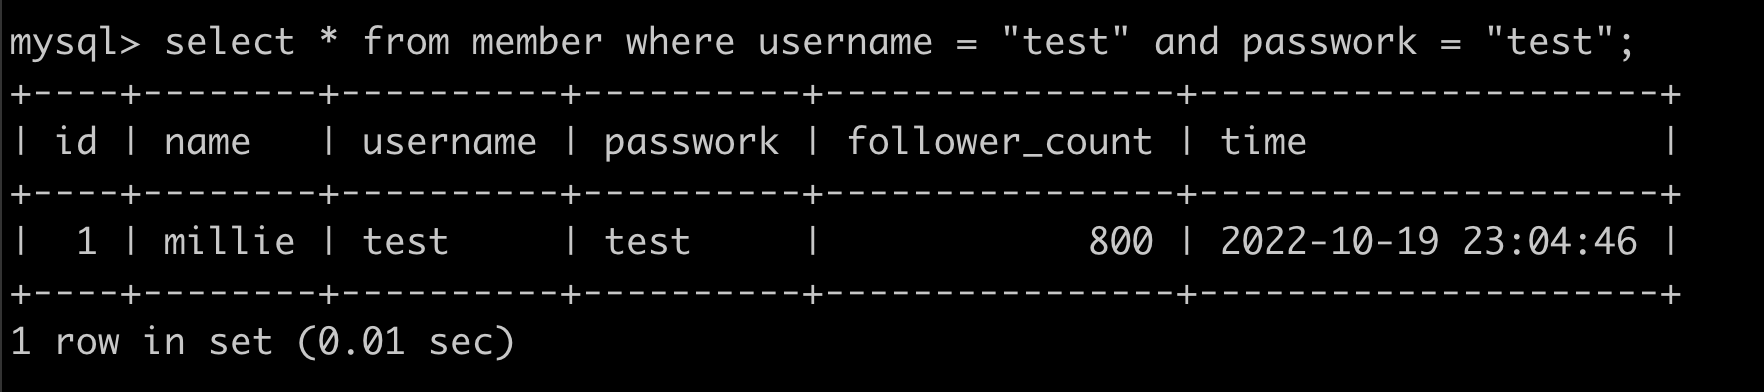 mysql> select * from member where username = "test" and passwork = "test";
+----+--------+----------+----------+----------------+---------------------+
| id | name   | username | passwork | follower_count | time                |
+----+--------+----------+----------+----------------+---------------------+
|  1 | millie | test     | test     |            800 | 2022-10-19 23:04:46 |
+----+--------+----------+----------+----------------+---------------------+
1 row in set (0.01 sec)